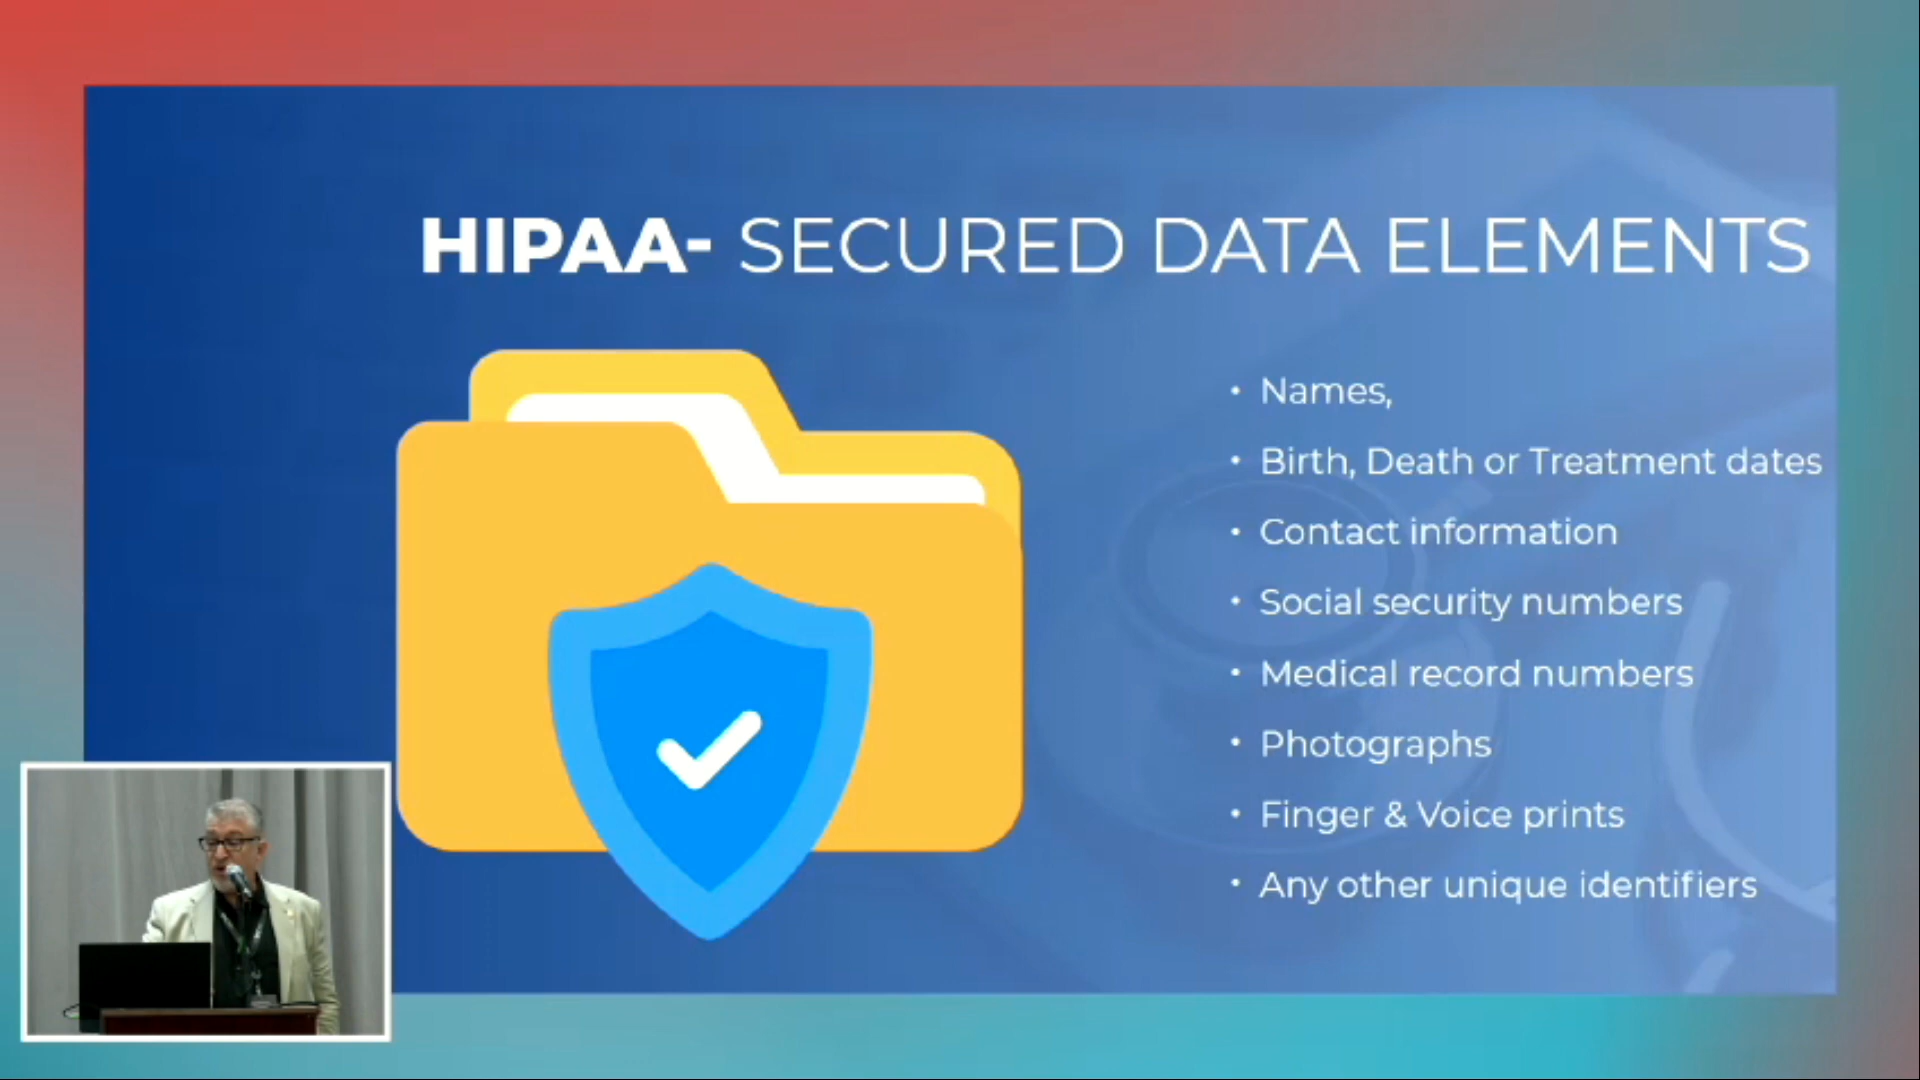 HIPAA- SECURED DATA ELEMENTS
• Names,
• Birth, Death or Treatment dates
• Contact information
• Social security numbers
• Medical record numbers
• Photographs
• Finger & Voice prints
• Any other unique identifiers